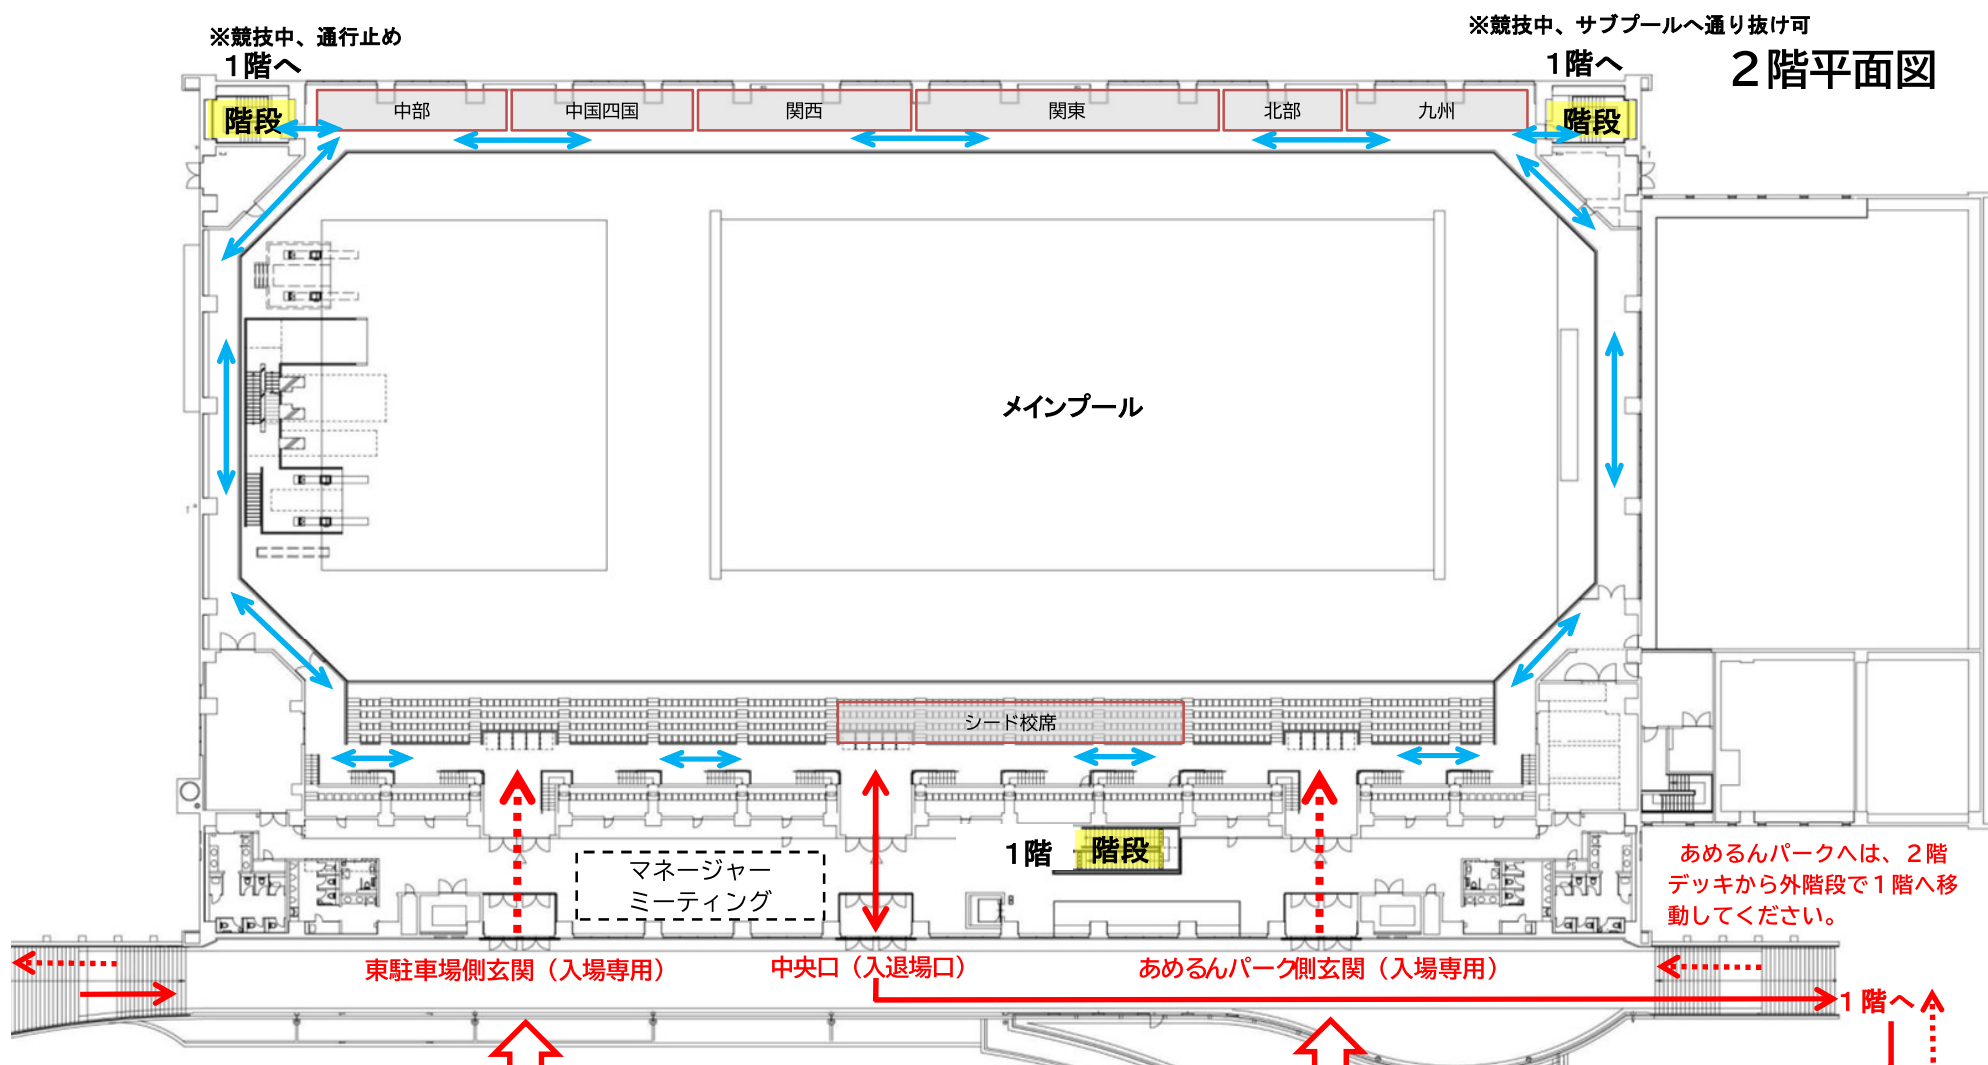 ※競技中、通行止め
1階へ
※競技中、サブプールへ通り抜け可
1階へ
２階平面図
階段
中部
中国四国
関西
関東
北部
九州
階段
メインプール
シード校席
1階
階段
マネージャー
ミーティング
あめるんパークへは、２階
デッキから外階段で１階へ移
動してください。
東駐車場側玄関（入場専用）
中央口（入退場口）
あめるんパーク側玄関（入場専用）
１階へ